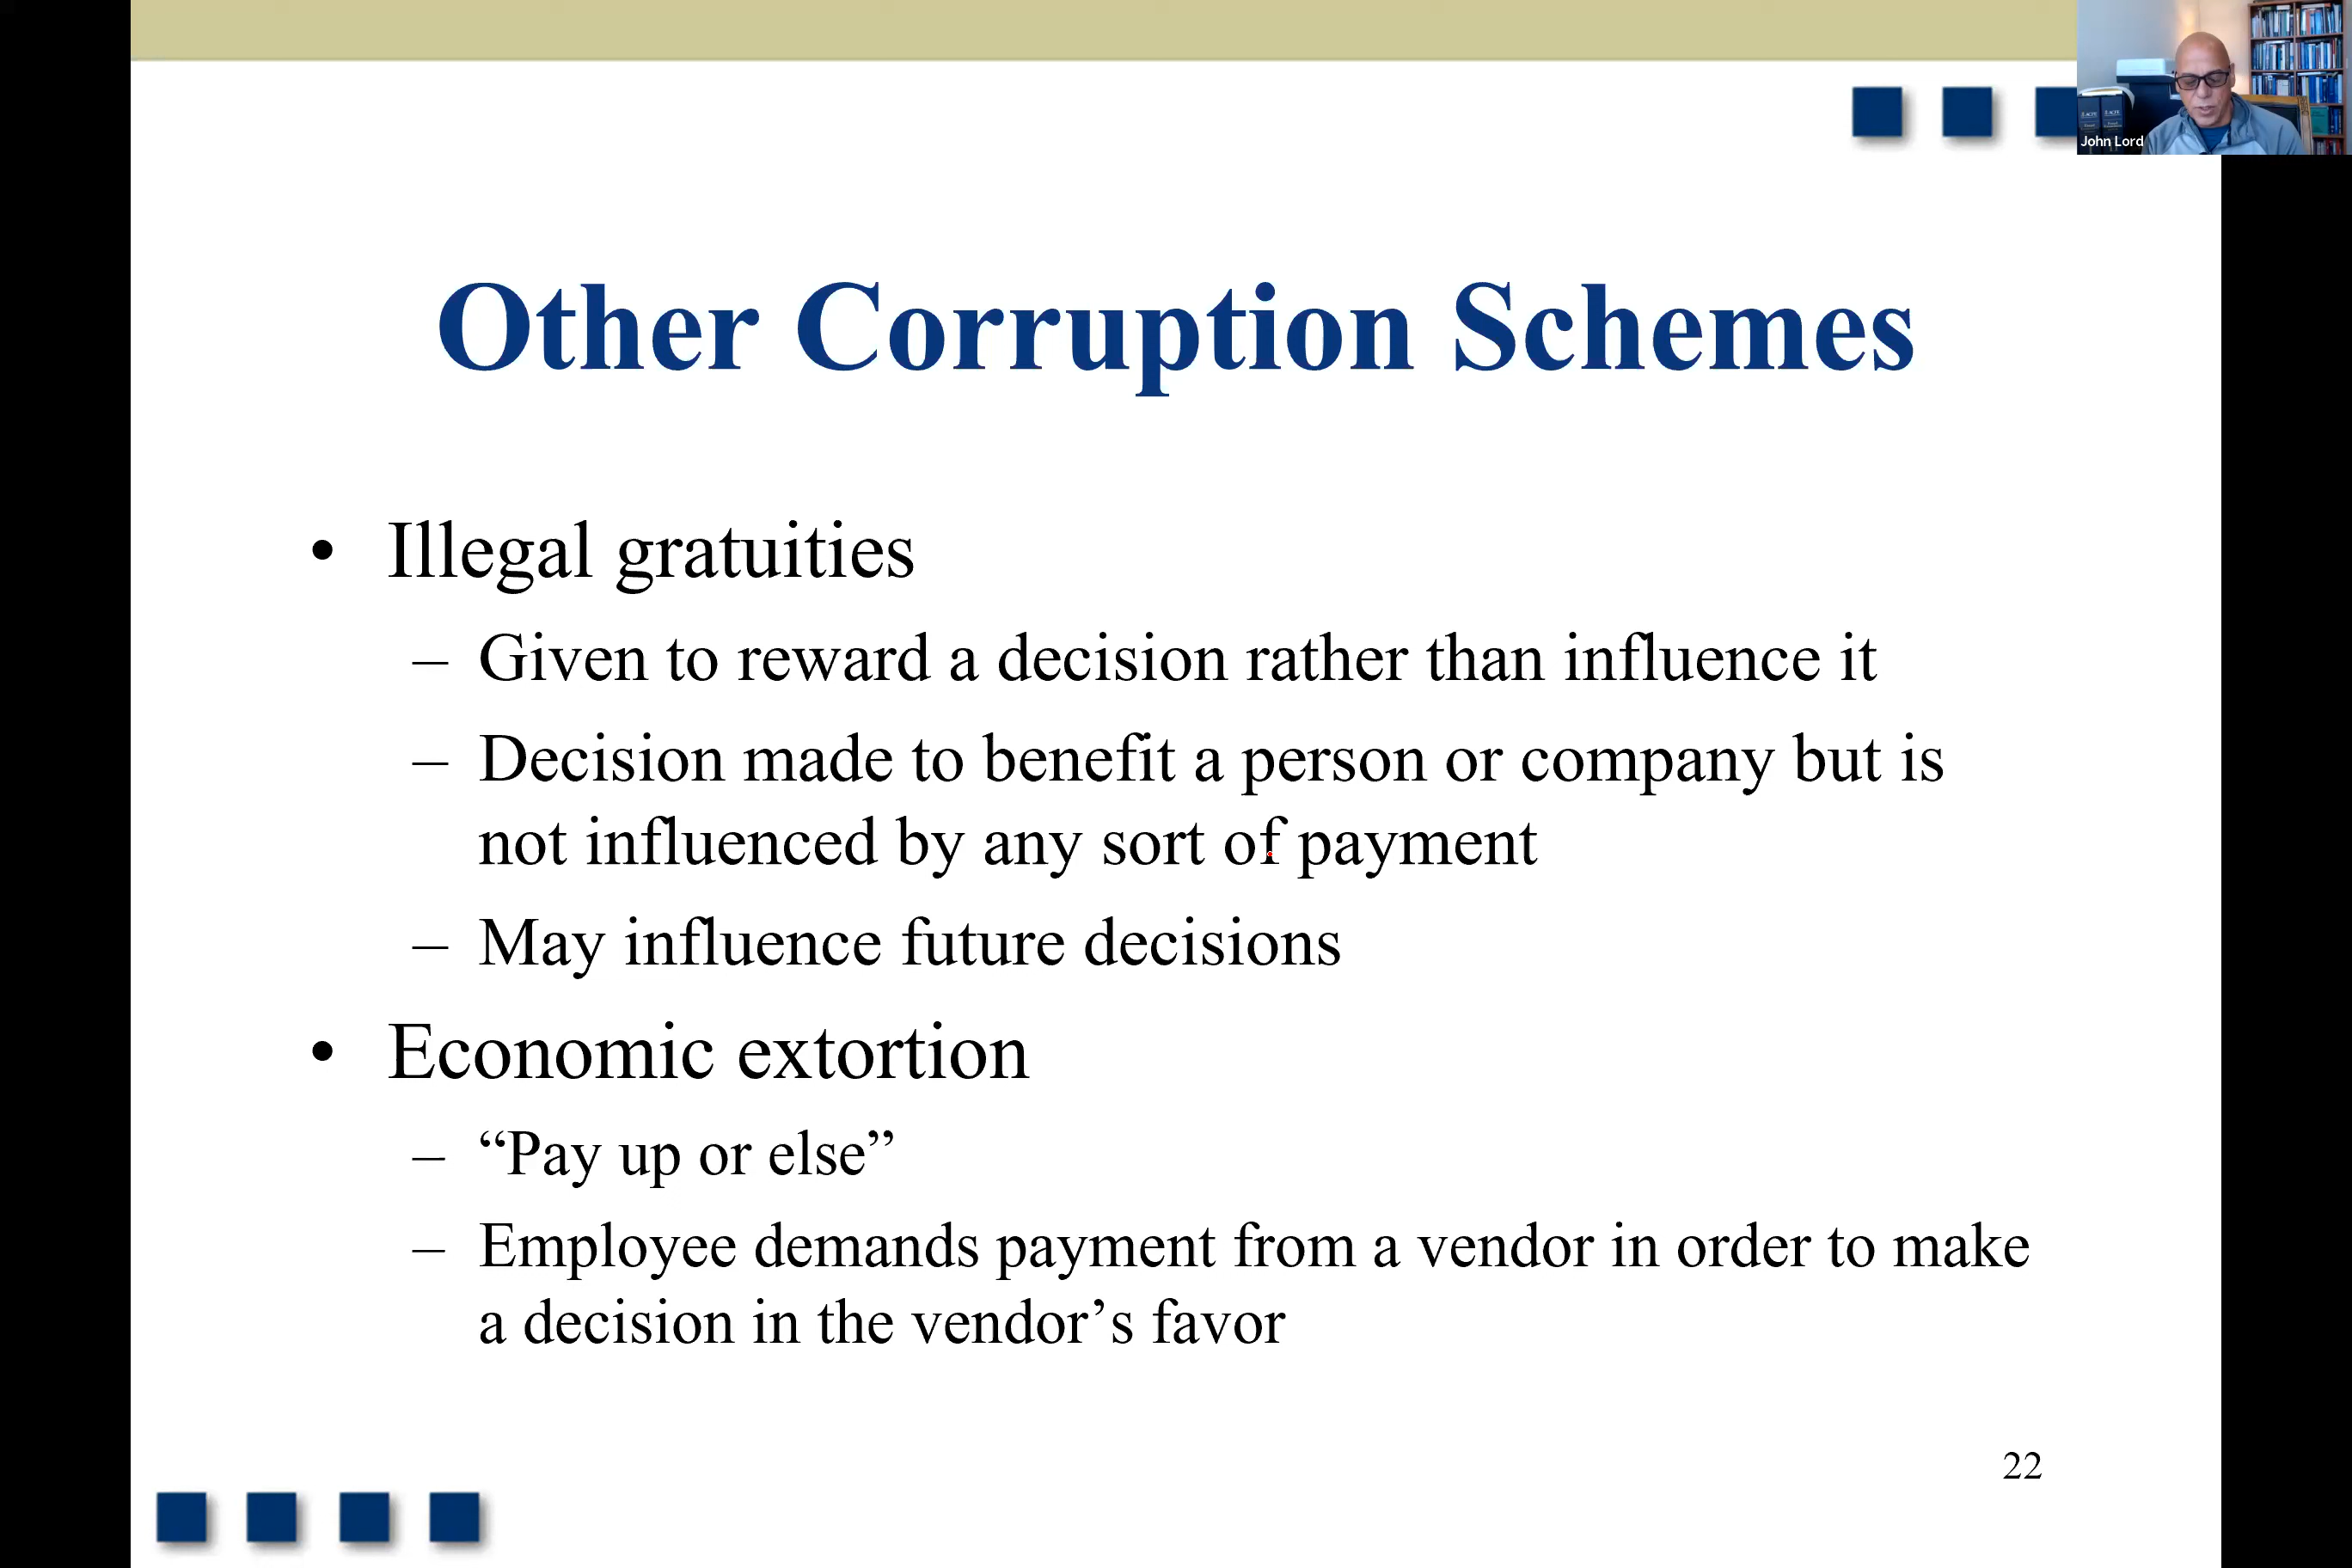 John Lord
Other Corruption Schemes
• Illegal gratuities
– Given to reward a decision rather than influence it
– Decision made to benefit a person or company but is
not influenced by any sort of payment
– May influence future decisions
• Economic extortion
– “Pay up or else”
– Employee demands payment from a vendor in order to make
a decision in the vendor’s favor
22